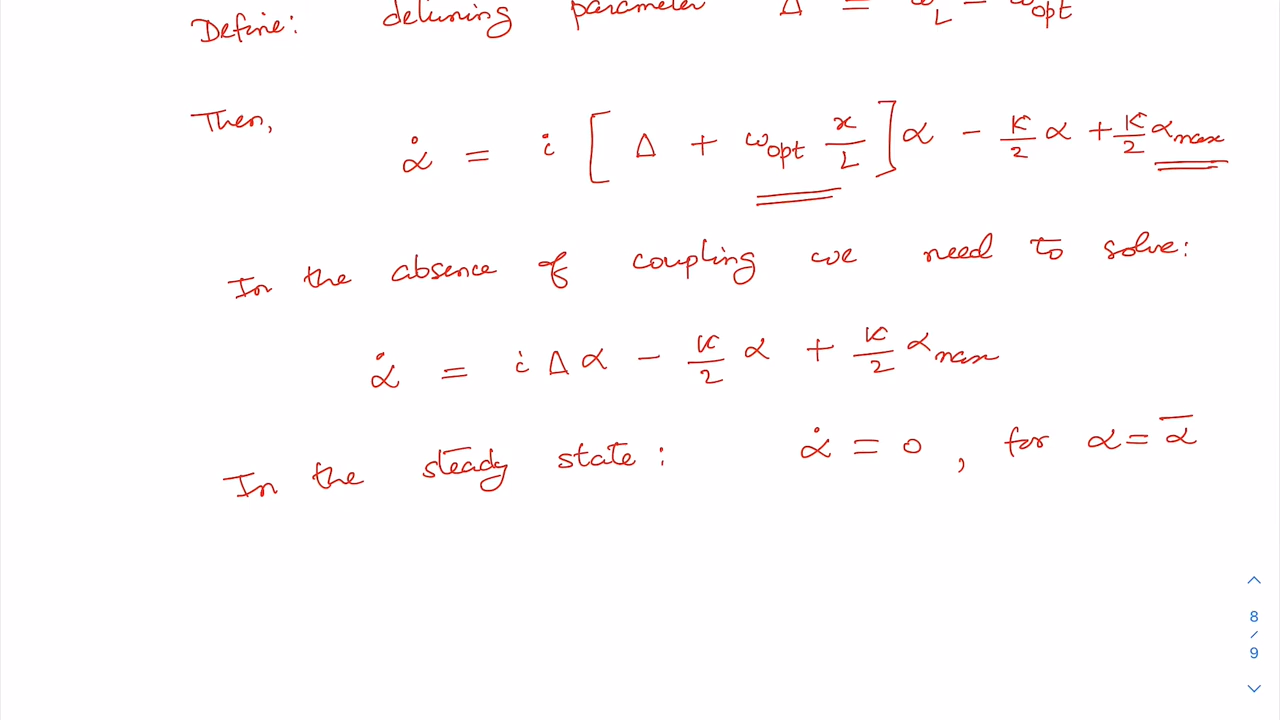 Define: detuning parameter Δ = ω_L − ω_opt
Then,
α̇ = i [ Δ + ω_opt x/L ] α − κ/2 α + κ/2 α_max
In the absence of coupling we need to solve:
α̇ = i Δ α − κ/2 α + κ/2 α_max
In the steady state: α̇ = 0, for α = ᾱ
8
/
9